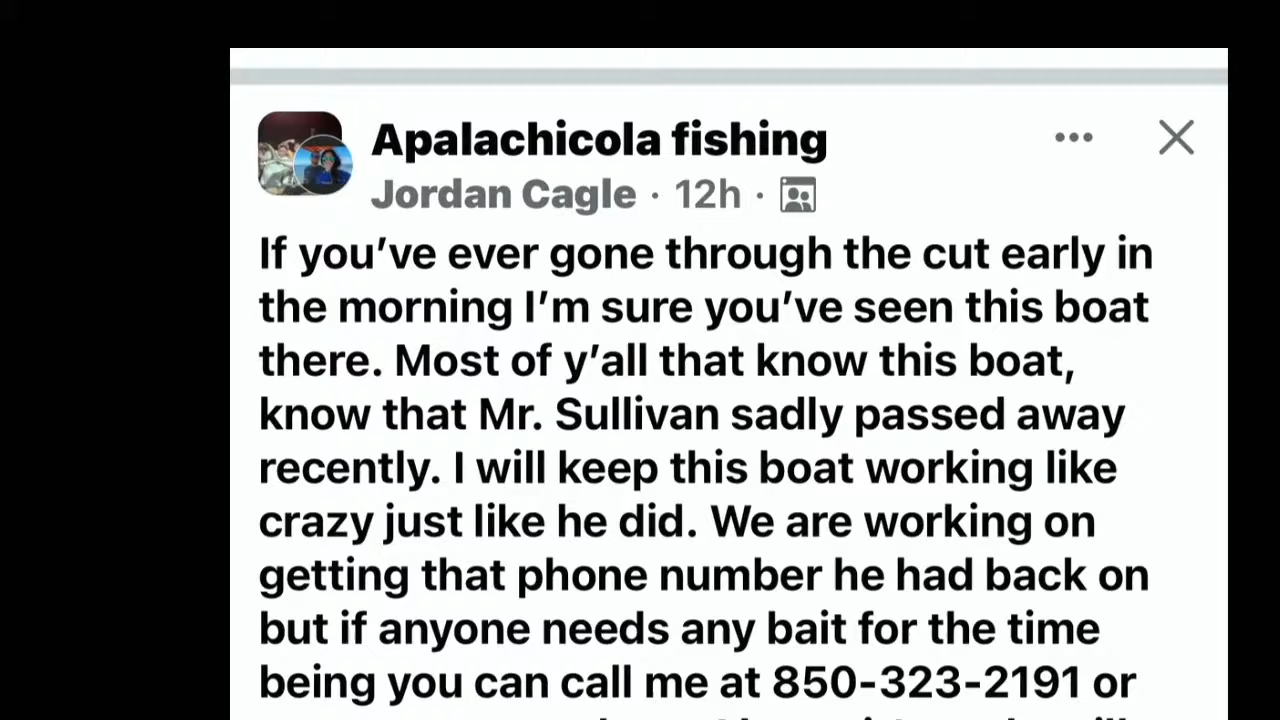 Apalachicola fishing
Jordan Cagle · 12h ·
If you’ve ever gone through the cut early in
the morning I’m sure you’ve seen this boat
there. Most of y’all that know this boat,
know that Mr. Sullivan sadly passed away
recently. I will keep this boat working like
crazy just like he did. We are working on
getting that phone number he had back on
but if anyone needs any bait for the time
being you can call me at 850-323-2191 or